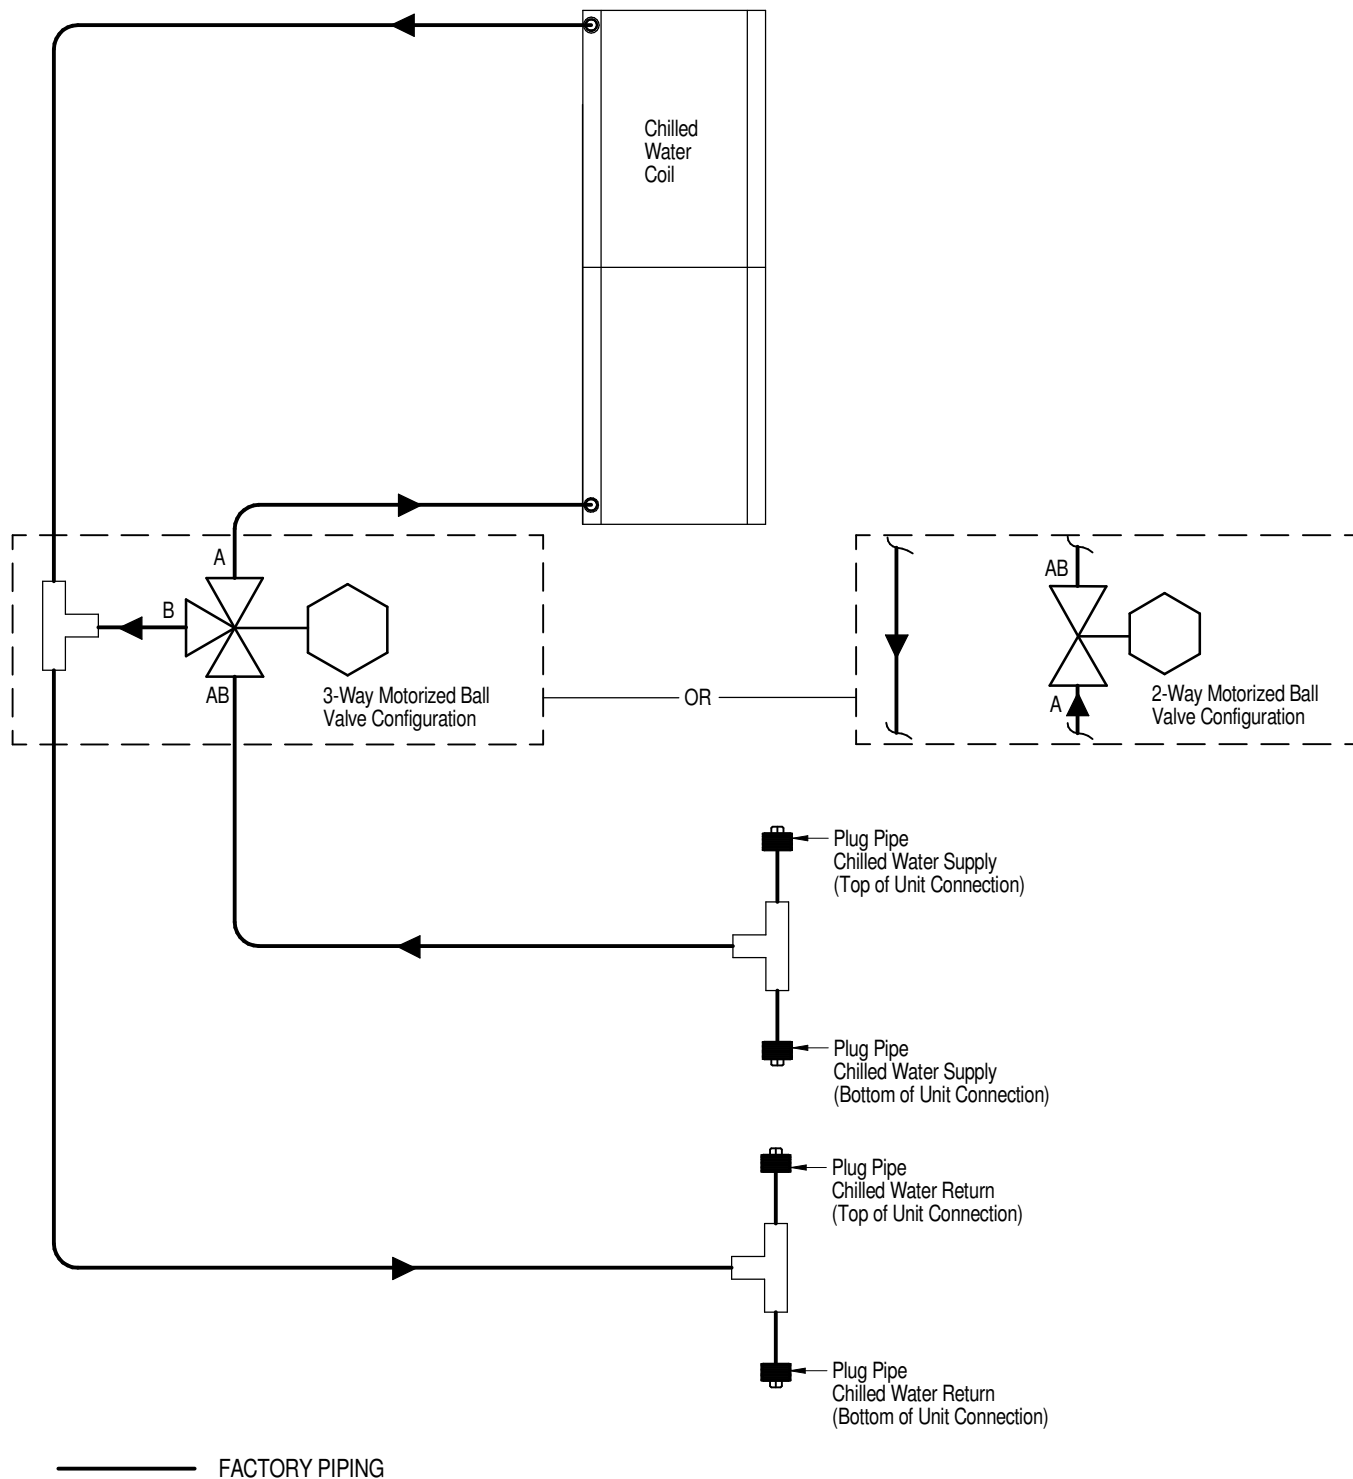 Chilled
Water
Coil
A
B
AB
3-Way Motorized Ball
Valve Configuration
OR
AB
A
2-Way Motorized Ball
Valve Configuration
Plug Pipe
Chilled Water Supply
(Top of Unit Connection)
Plug Pipe
Chilled Water Supply
(Bottom of Unit Connection)
Plug Pipe
Chilled Water Return
(Top of Unit Connection)
Plug Pipe
Chilled Water Return
(Bottom of Unit Connection)
FACTORY PIPING